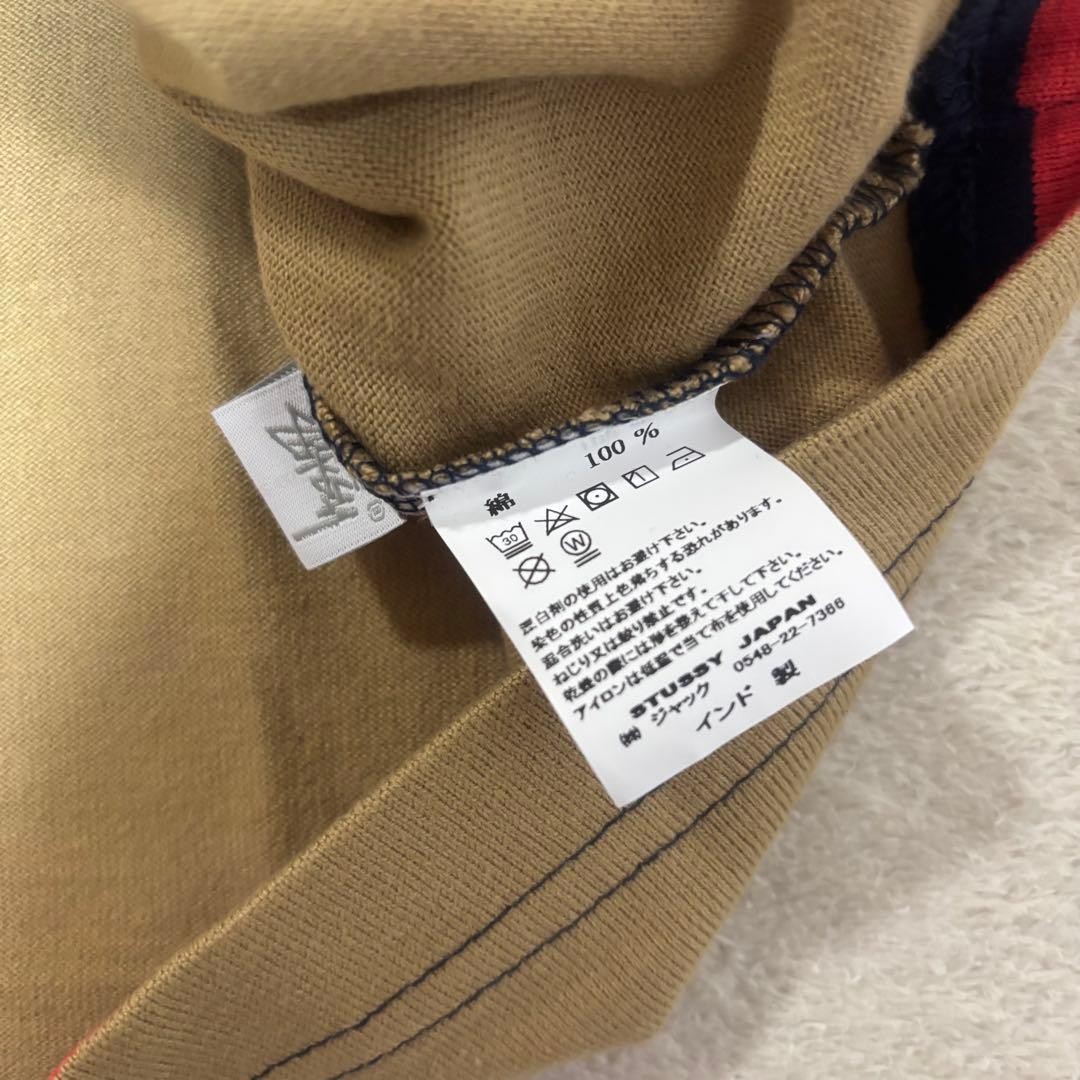 Stüssy
®
綿 100 %
30
W
漂白剤の使用はお避け下さい。
染色の性質上色落ちする恐れがあります。
混合洗いはお避け下さい。
ねじり又は絞り禁止です。
乾燥の際には形を整えて干して下さい。
アイロンは低温で当て布を使用してください。
STUSSY JAPAN
㈱ジャック 0548-22-7366
インド 製